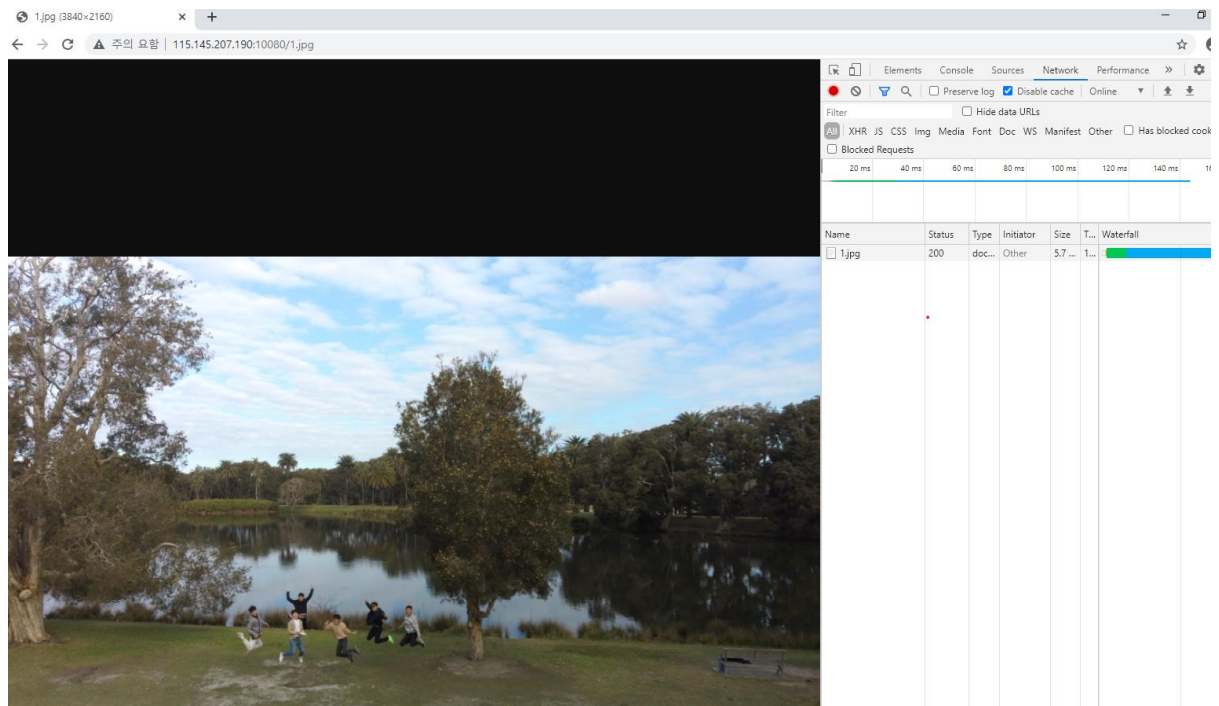 1.jpg (3840×2160)
주의 요함 | 115.145.207.190:10080/1.jpg
Elements Console Sources Network Performance »
Preserve log Disable cache Online
Filter Hide data URLs
All XHR JS CSS Img Media Font Doc WS Manifest Other Has blocked cook
Blocked Requests
20 ms 40 ms 60 ms 80 ms 100 ms 120 ms 140 ms 16
Name Status Type Initiator Size T... Waterfall
1.jpg 200 doc... Other 5.7 ... 1...